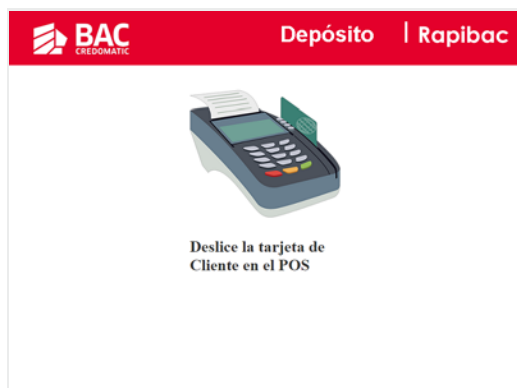 BAC
CREDOMATIC
Depósito | Rapibac
Deslice la tarjeta de
Cliente en el POS